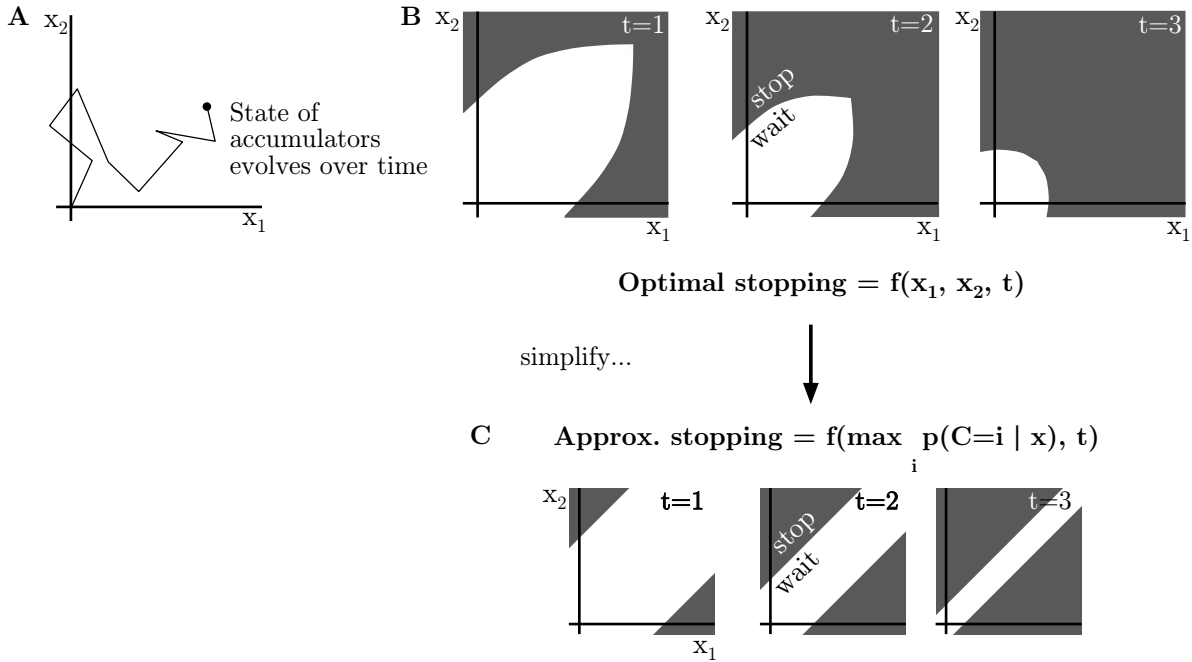 A
x₂
State of
accumulators
evolves over time
x₁
B
x₂
t=1
x₁
x₂
t=2
stop
wait
x₁
t=3
x₁
Optimal stopping = f(x₁, x₂, t)
simplify...
C
Approx. stopping = f(max p(C=i | x), t)
i
x₂
t=1
x₁
t=2
stop
wait
t=3